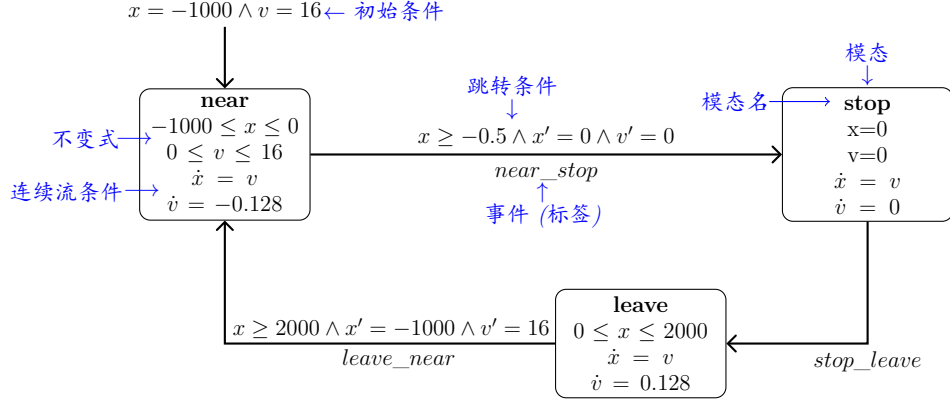 x = −1000 ∧ v = 16← 初始条件
near
−1000 ≤ x ≤ 0
0 ≤ v ≤ 16
ẋ = v
v̇ = −0.128
不变式
连续流条件
跳转条件
x ≥ −0.5 ∧ x′ = 0 ∧ v′ = 0
near_stop
事件 (标签)
模态
模态名
stop
x=0
v=0
ẋ = v
v̇ = 0
leave
0 ≤ x ≤ 2000
ẋ = v
v̇ = 0.128
x ≥ 2000 ∧ x′ = −1000 ∧ v′ = 16
leave_near
stop_leave